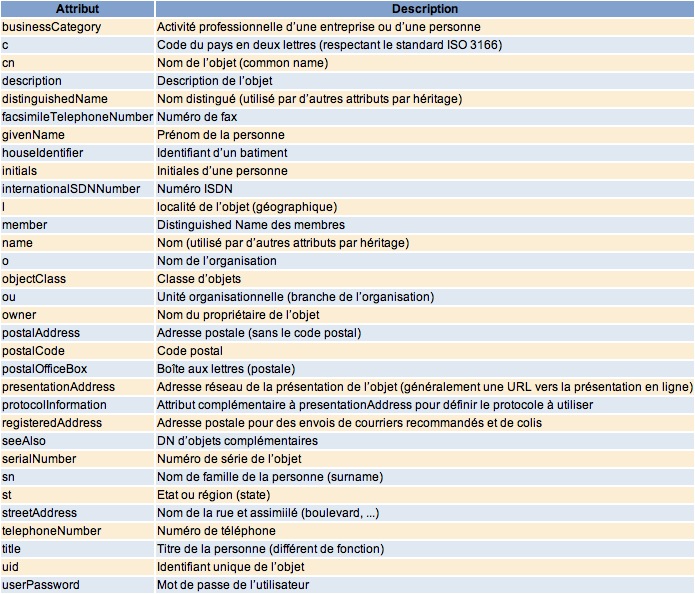 Attribut Description
businessCategory Activité professionnelle d'une entreprise ou d'une personne
c Code du pays en deux lettres (respectant le standard ISO 3166)
cn Nom de l'objet (common name)
description Description de l'objet
distinguishedName Nom distingué (utilisé par d'autres attributs par héritage)
facsimileTelephoneNumber Numéro de fax
givenName Prénom de la personne
houseIdentifier Identifiant d'un batiment
initials Initiales d'une personne
internationalSDNNumber Numéro ISDN
l localité de l'objet (géographique)
member Distinguished Name des membres
name Nom (utilisé par d'autres attributs par héritage)
o Nom de l'organisation
objectClass Classe d'objets
ou Unité organisationnelle (branche de l'organisation)
owner Nom du propriétaire de l'objet
postalAddress Adresse postale (sans le code postal)
postalCode Code postal
postalOfficeBox Boîte aux lettres (postale)
presentationAddress Adresse réseau de la présentation de l'objet (généralement une URL vers la présentation en ligne)
protocolInformation Attribut complémentaire à presentationAddress pour définir le protocole à utiliser
registeredAddress Adresse postale pour des envois de courriers recommandés et de colis
seeAlso DN d'objets complémentaires
serialNumber Numéro de série de l'objet
sn Nom de famille de la personne (surname)
st Etat ou région (state)
streetAddress Nom de la rue et assimiilé (boulevard, ...)
telephoneNumber Numéro de téléphone
title Titre de la personne (différent de fonction)
uid Identifiant unique de l'objet
userPassword Mot de passe de l'utilisateur